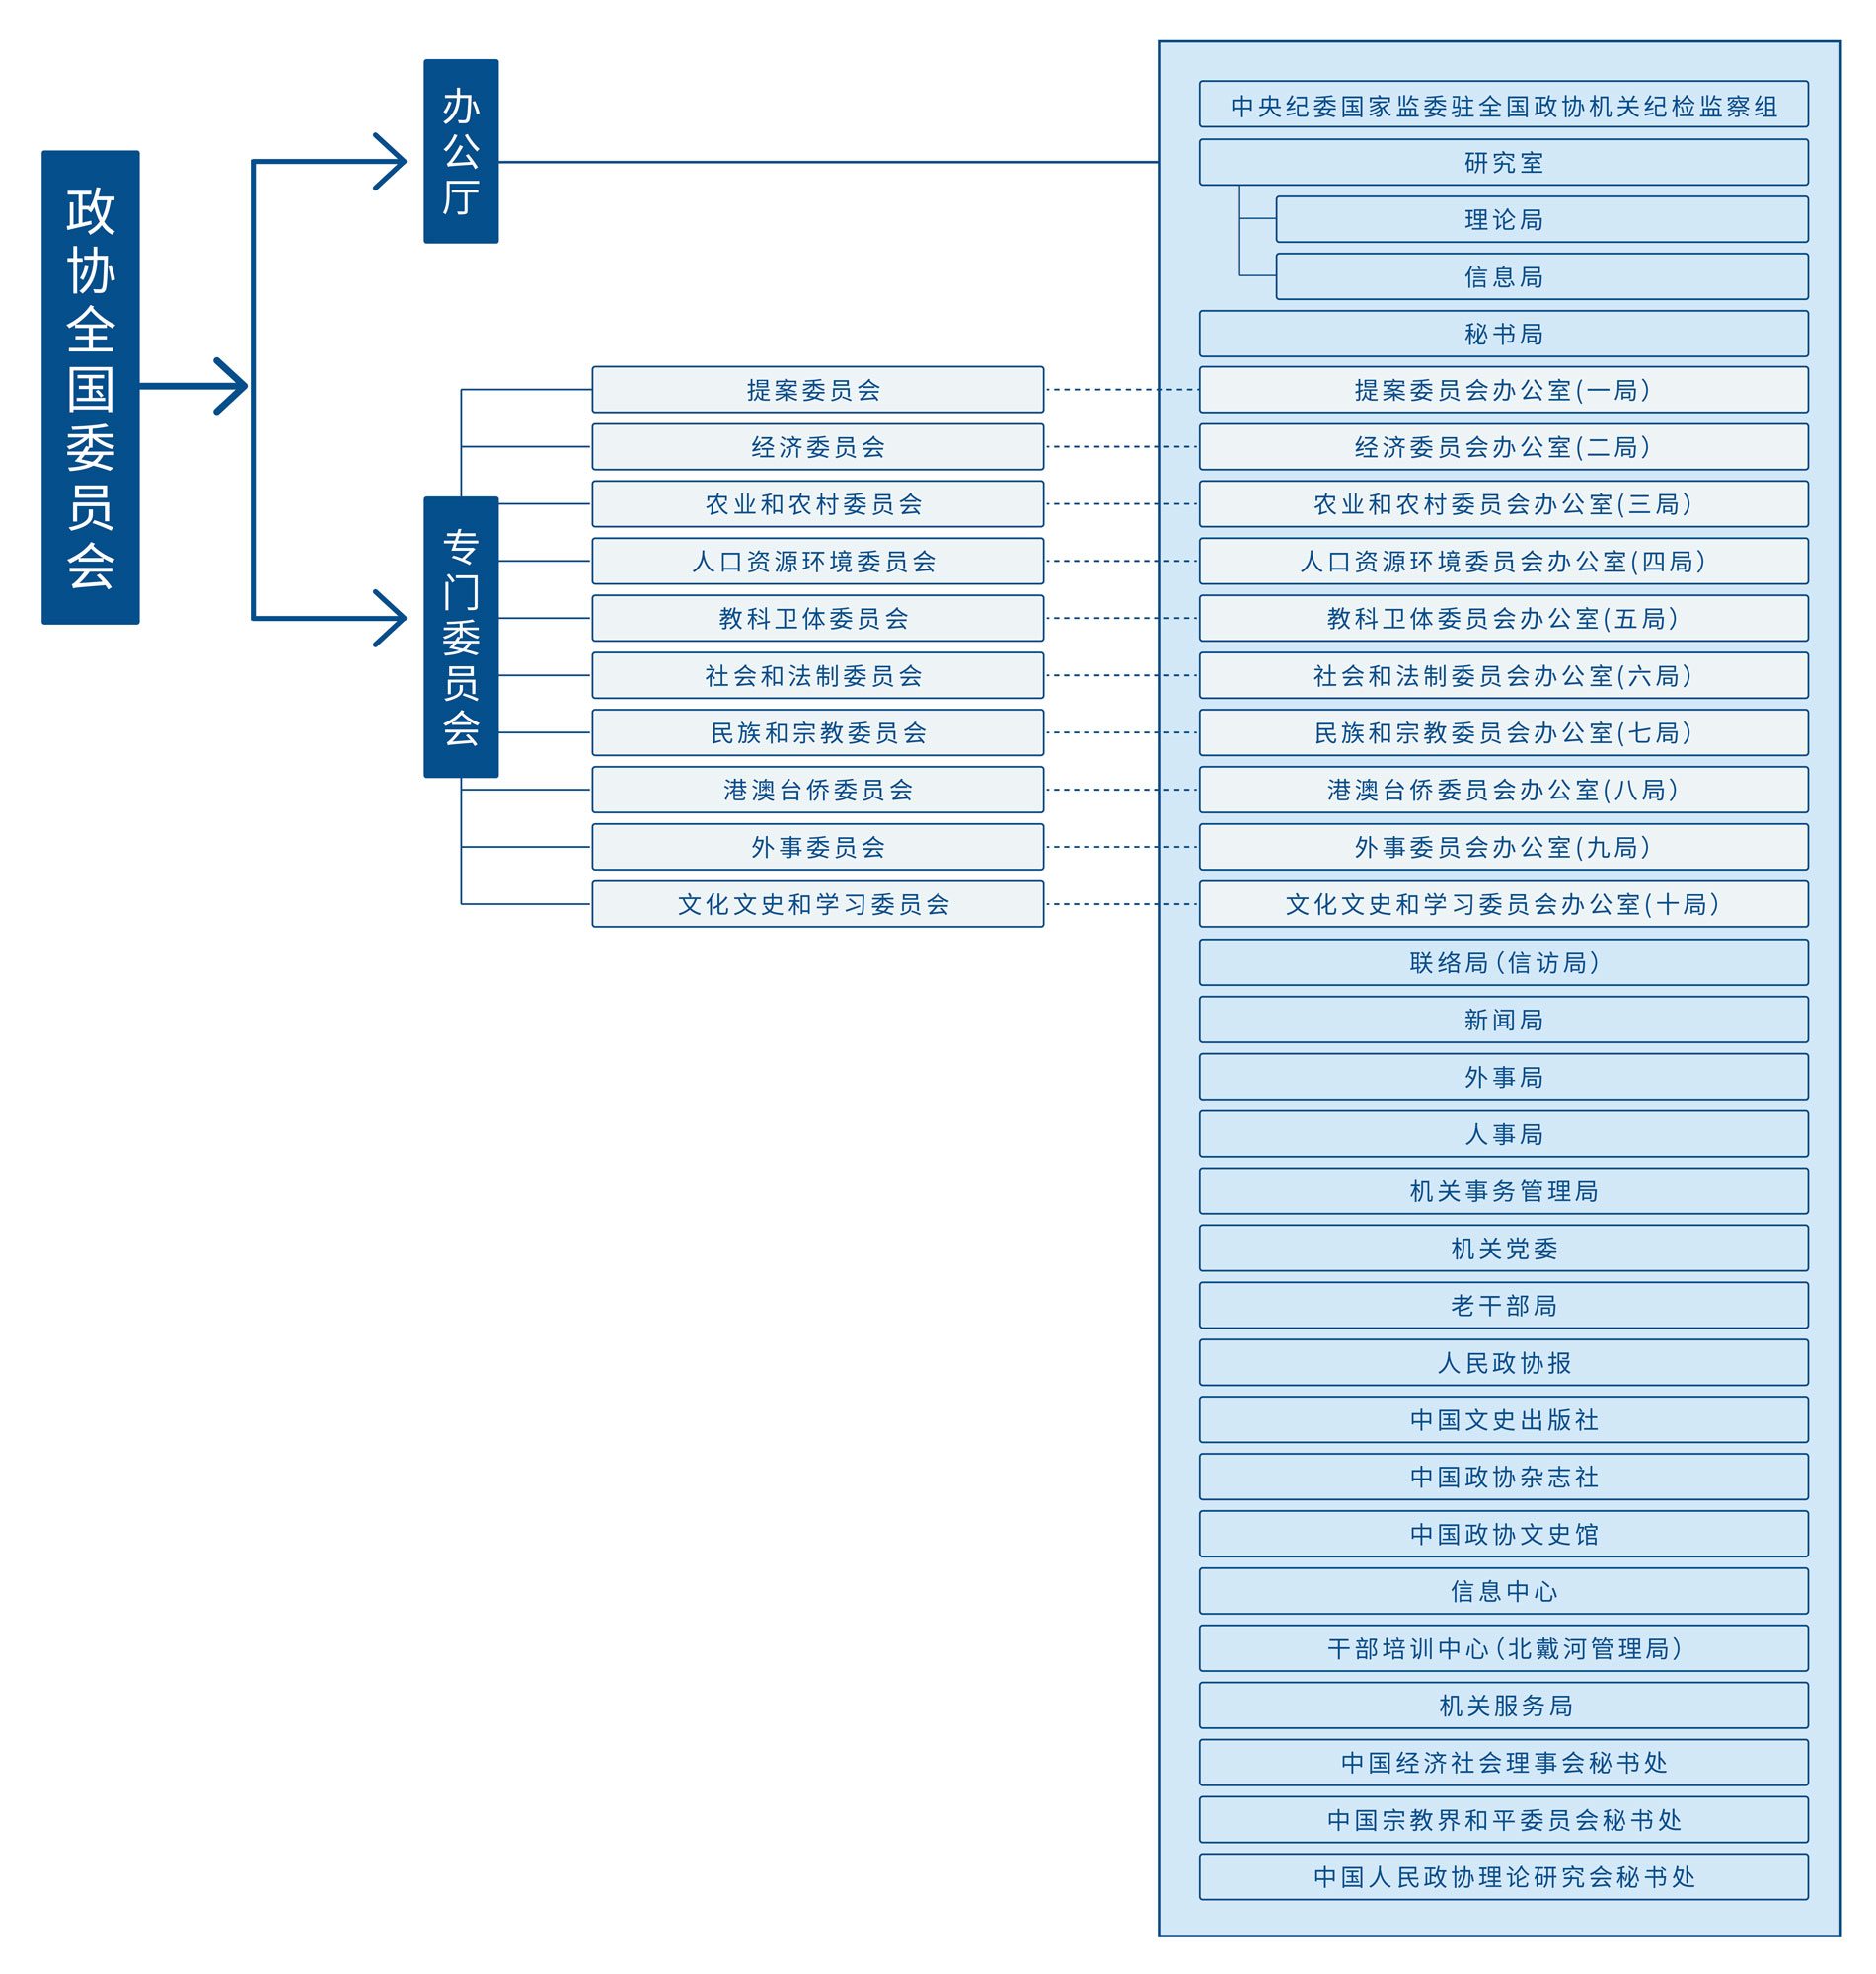 政协全国委员会
办公厅
专门委员会
提案委员会
经济委员会
农业和农村委员会
人口资源环境委员会
教科卫体委员会
社会和法制委员会
民族和宗教委员会
港澳台侨委员会
外事委员会
文化文史和学习委员会
中央纪委国家监委驻全国政协机关纪检监察组
研究室
理论局
信息局
秘书局
提案委员会办公室(一局)
经济委员会办公室(二局)
农业和农村委员会办公室(三局)
人口资源环境委员会办公室(四局)
教科卫体委员会办公室(五局)
社会和法制委员会办公室(六局)
民族和宗教委员会办公室(七局)
港澳台侨委员会办公室(八局)
外事委员会办公室(九局)
文化文史和学习委员会办公室(十局)
联络局(信访局)
新闻局
外事局
人事局
机关事务管理局
机关党委
老干部局
人民政协报
中国文史出版社
中国政协杂志社
中国政协文史馆
信息中心
干部培训中心(北戴河管理局)
机关服务局
中国经济社会理事会秘书处
中国宗教界和平委员会秘书处
中国人民政协理论研究会秘书处